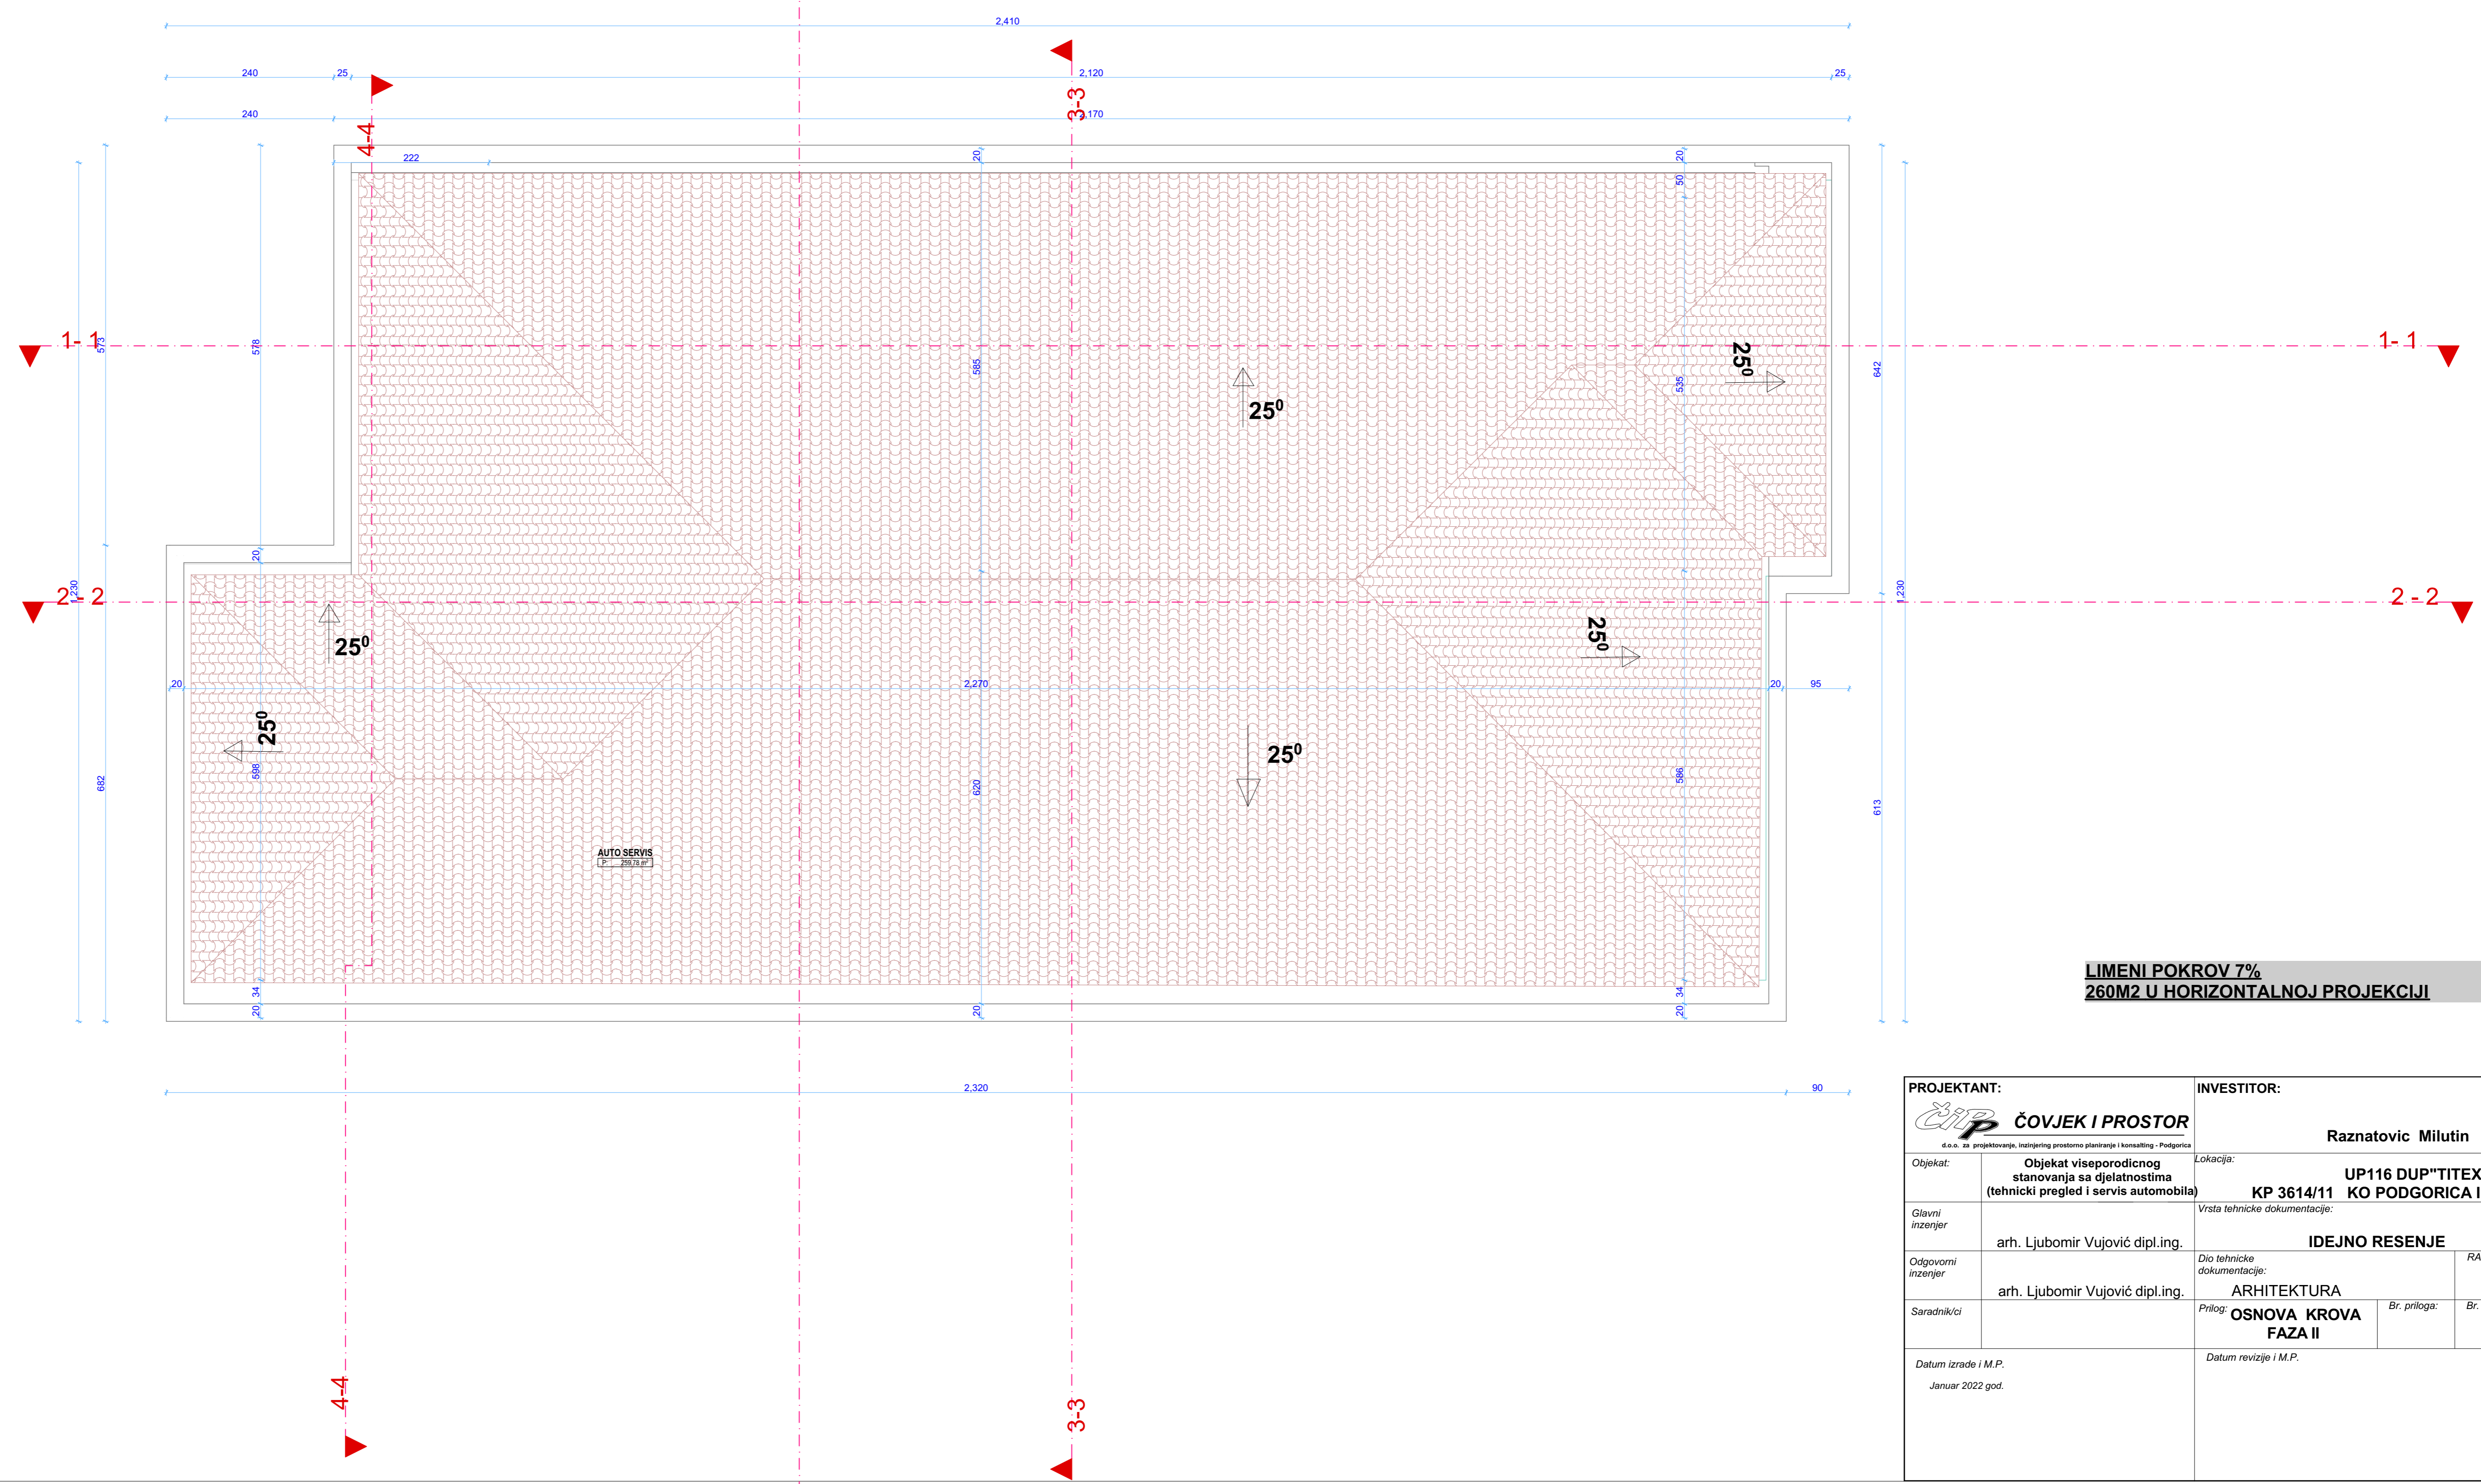 2,410
240
25
2,120
25
240
2,170
3-3
4-4
222
20
20
50
1- 1
573
578
585
535
642
1- 1
25⁰
25⁰
20
1,230
2 - 2
1,230
2 - 2
25⁰
25⁰
20
2,270
20
95
25⁰
25⁰
682
598
620
586
613
AUTO SERVIS
P: 259.78 m²
34
20
20
34
20
LIMENI POKROV 7%
260M2 U HORIZONTALNOJ PROJEKCIJI
2,320
90
4-4
3-3
PROJEKTANT:
ČiP P
ČOVJEK I PROSTOR
d.o.o. za projektovanje, inzinjering prostorno planiranje i konsalting - Podgorica
INVESTITOR:
Raznatovic Milutin
Objekat:
Objekat viseporodicnog
stanovanja sa djelatnostima
(tehnicki pregled i servis automobila)
Lokacija:
UP116 DUP"TITEX
KP 3614/11 KO PODGORICA I
Glavni
inzenjer
arh. Ljubomir Vujović dipl.ing.
Vrsta tehnicke dokumentacije:
IDEJNO RESENJE
Odgovorni
inzenjer
arh. Ljubomir Vujović dipl.ing.
Dio tehnicke
dokumentacije:
ARHITEKTURA
RA
Saradnik/ci
Prilog: OSNOVA KROVA
FAZA II
Br. priloga:
Br.
Datum izrade i M.P.
Januar 2022 god.
Datum revizije i M.P.